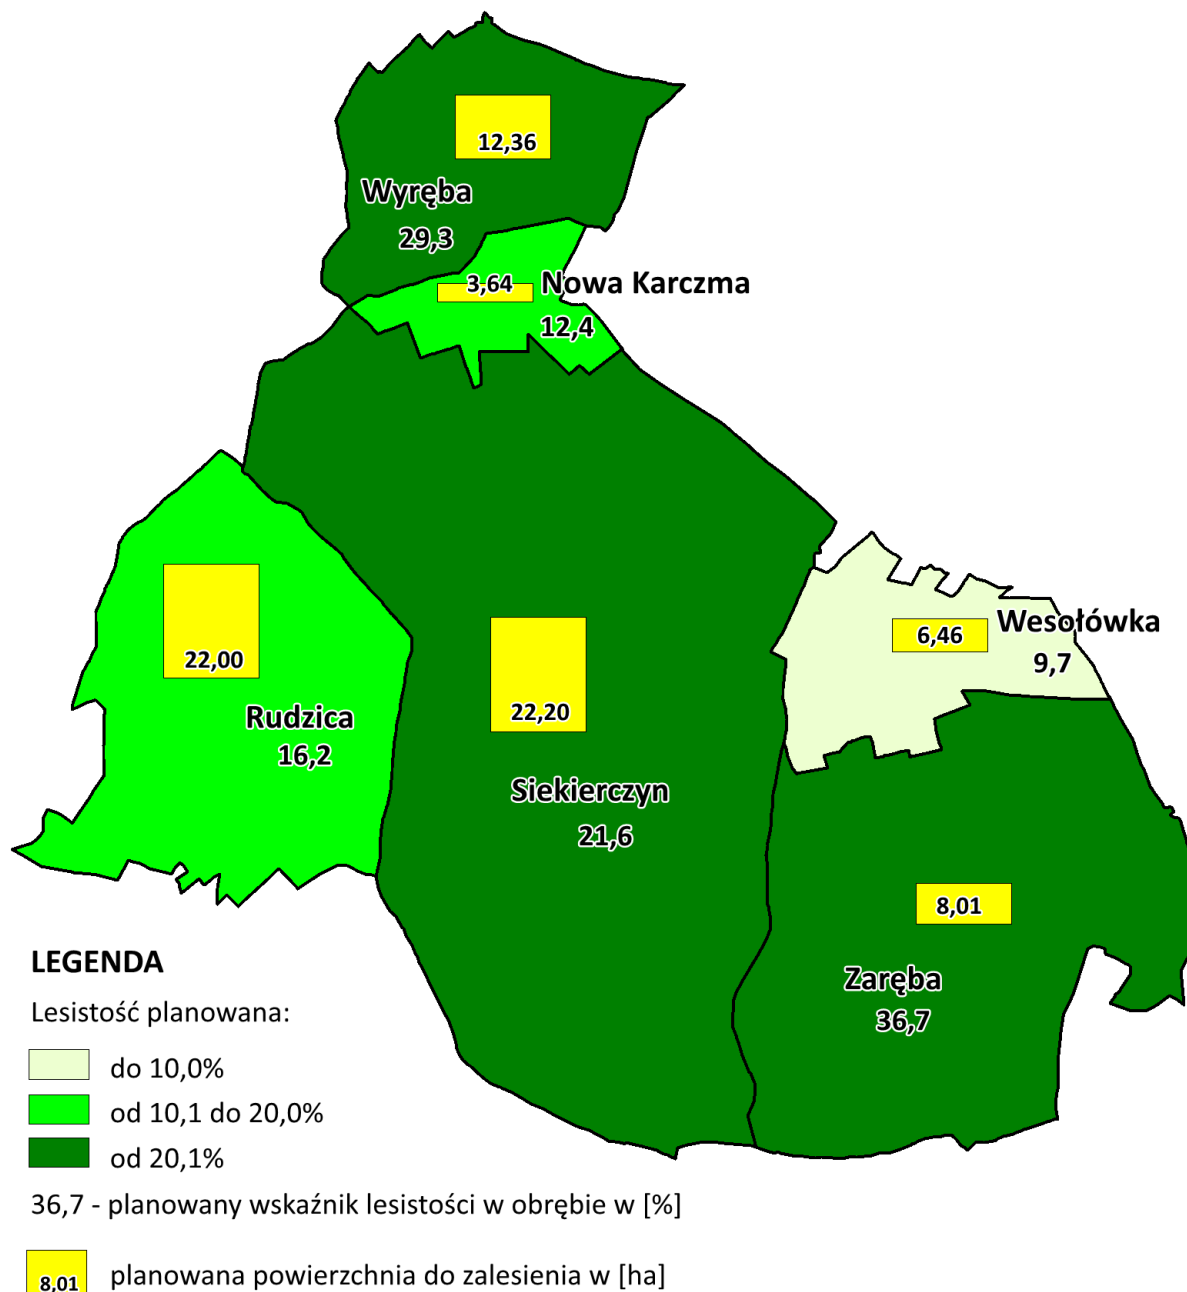 12,36
Wyręba
29,3
3,64
Nowa Karczma
12,4
22,00
Rudzica
16,2
22,20
Siekierczyn
21,6
6,46
Wesołówka
9,7
8,01
Zaręba
36,7
LEGENDA
Lesistość planowana:
do 10,0%
od 10,1 do 20,0%
od 20,1%
36,7 - planowany wskaźnik lesistości w obrębie w [%]
8,01 planowana powierzchnia do zalesienia w [ha]